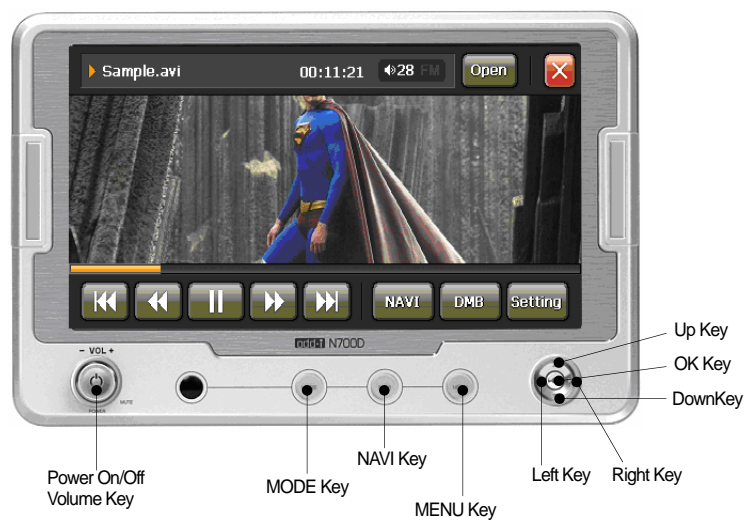 Sample.avi 00:11:21 28 FM Open
NAVI DMB Setting
N700D
- VOL +
MUTE
POWER
Up Key
OK Key
DownKey
Left Key Right Key
NAVI Key
Power On/Off
Volume Key
MODE Key
MENU Key